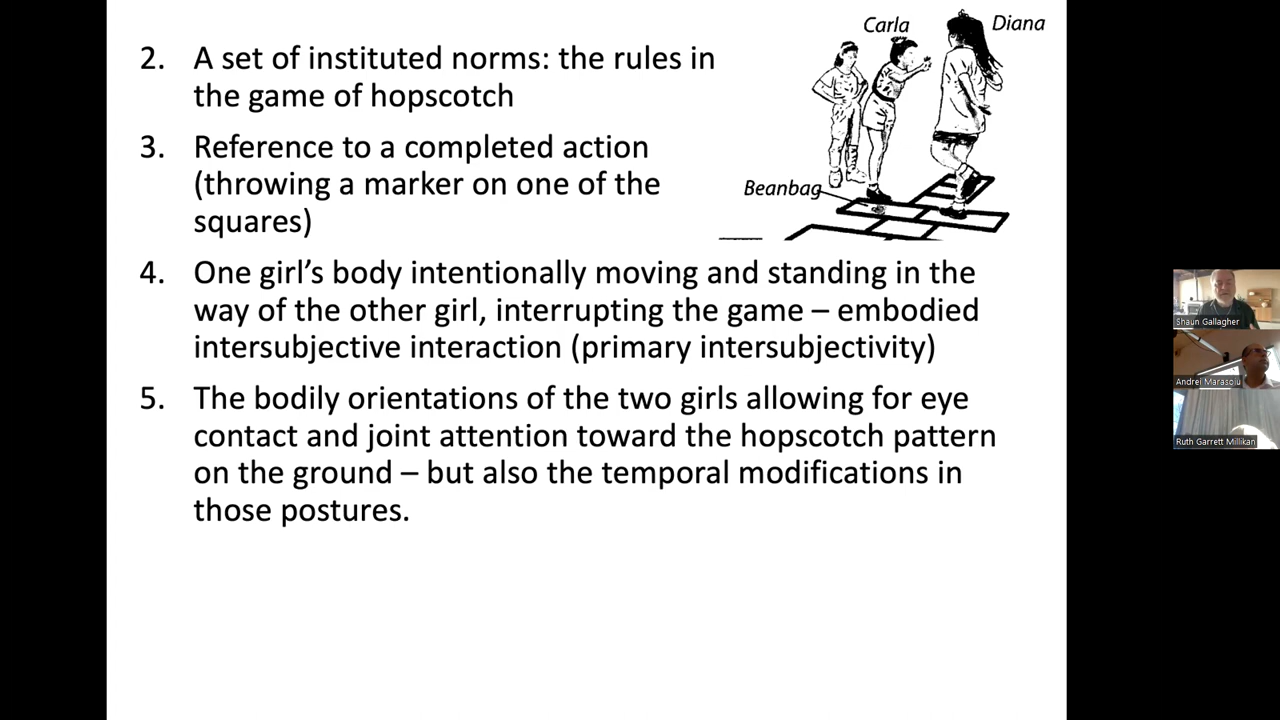 2. A set of instituted norms: the rules in
the game of hopscotch
3. Reference to a completed action
(throwing a marker on one of the
squares)
4. One girl’s body intentionally moving and standing in the
way of the other girl, interrupting the game – embodied
intersubjective interaction (primary intersubjectivity)
5. The bodily orientations of the two girls allowing for eye
contact and joint attention toward the hopscotch pattern
on the ground – but also the temporal modifications in
those postures.
Carla
Diana
Beanbag
Shaun Gallagher
Andrei Marasoiu
Ruth Garrett Millikan